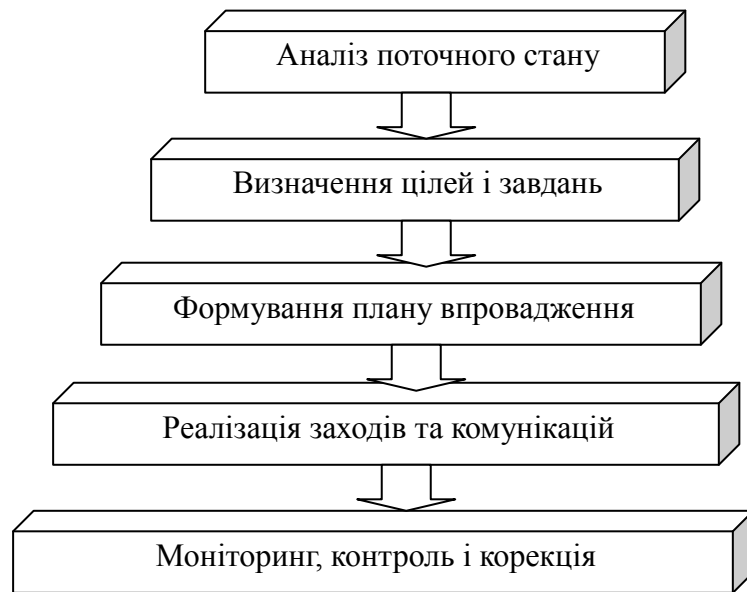 Аналіз поточного стану
Визначення цілей і завдань
Формування плану впровадження
Реалізація заходів та комунікацій
Моніторинг, контроль і корекція